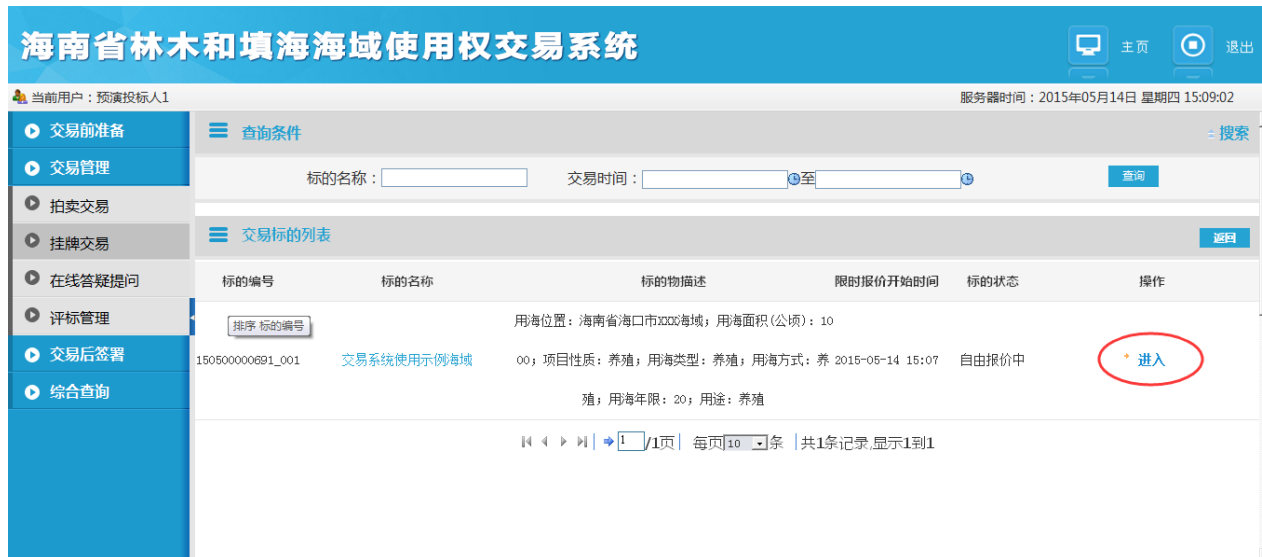 海南省林木和填海海域使用权交易系统
主页
退出
当前用户：预演投标人1
服务器时间：2015年05月14日 星期四 15:09:02
交易前准备
交易管理
拍卖交易
挂牌交易
在线答疑提问
评标管理
交易后签署
综合查询
查询条件
搜索
标的名称：
交易时间：
至
查询
交易标的列表
返回
标的编号 标的名称 标的物描述 限时报价开始时间 标的状态 操作
排序 标的编号
用海位置：海南省海口市XXXX海域；用海面积(公顷)：10
150500000691_001 交易系统使用示例海域 00；项目性质：养殖；用海类型：养殖；用海方式：养 2015-05-14 15:07 自由报价中 * 进入
殖；用海年限：20；用途：养殖
1 /1页 每页 10 条 共1条记录,显示1到1